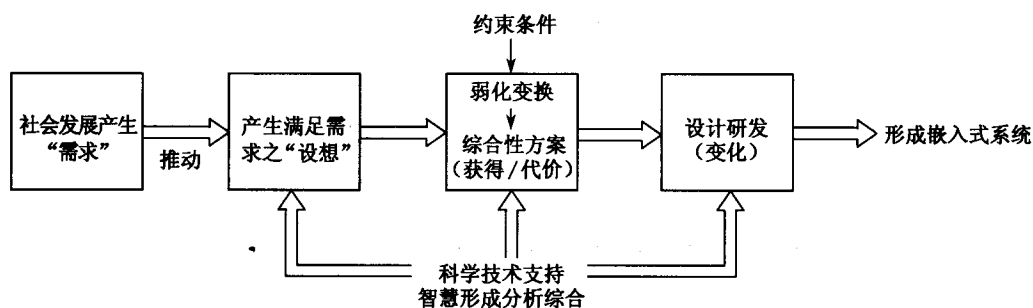 约束条件
社会发展产生
“需求”
推动
产生满足需
求之“设想”
弱化变换
综合性方案
(获得/代价)
设计研发
(变化)
形成嵌入式系统
科学技术支持
智慧形成分析综合